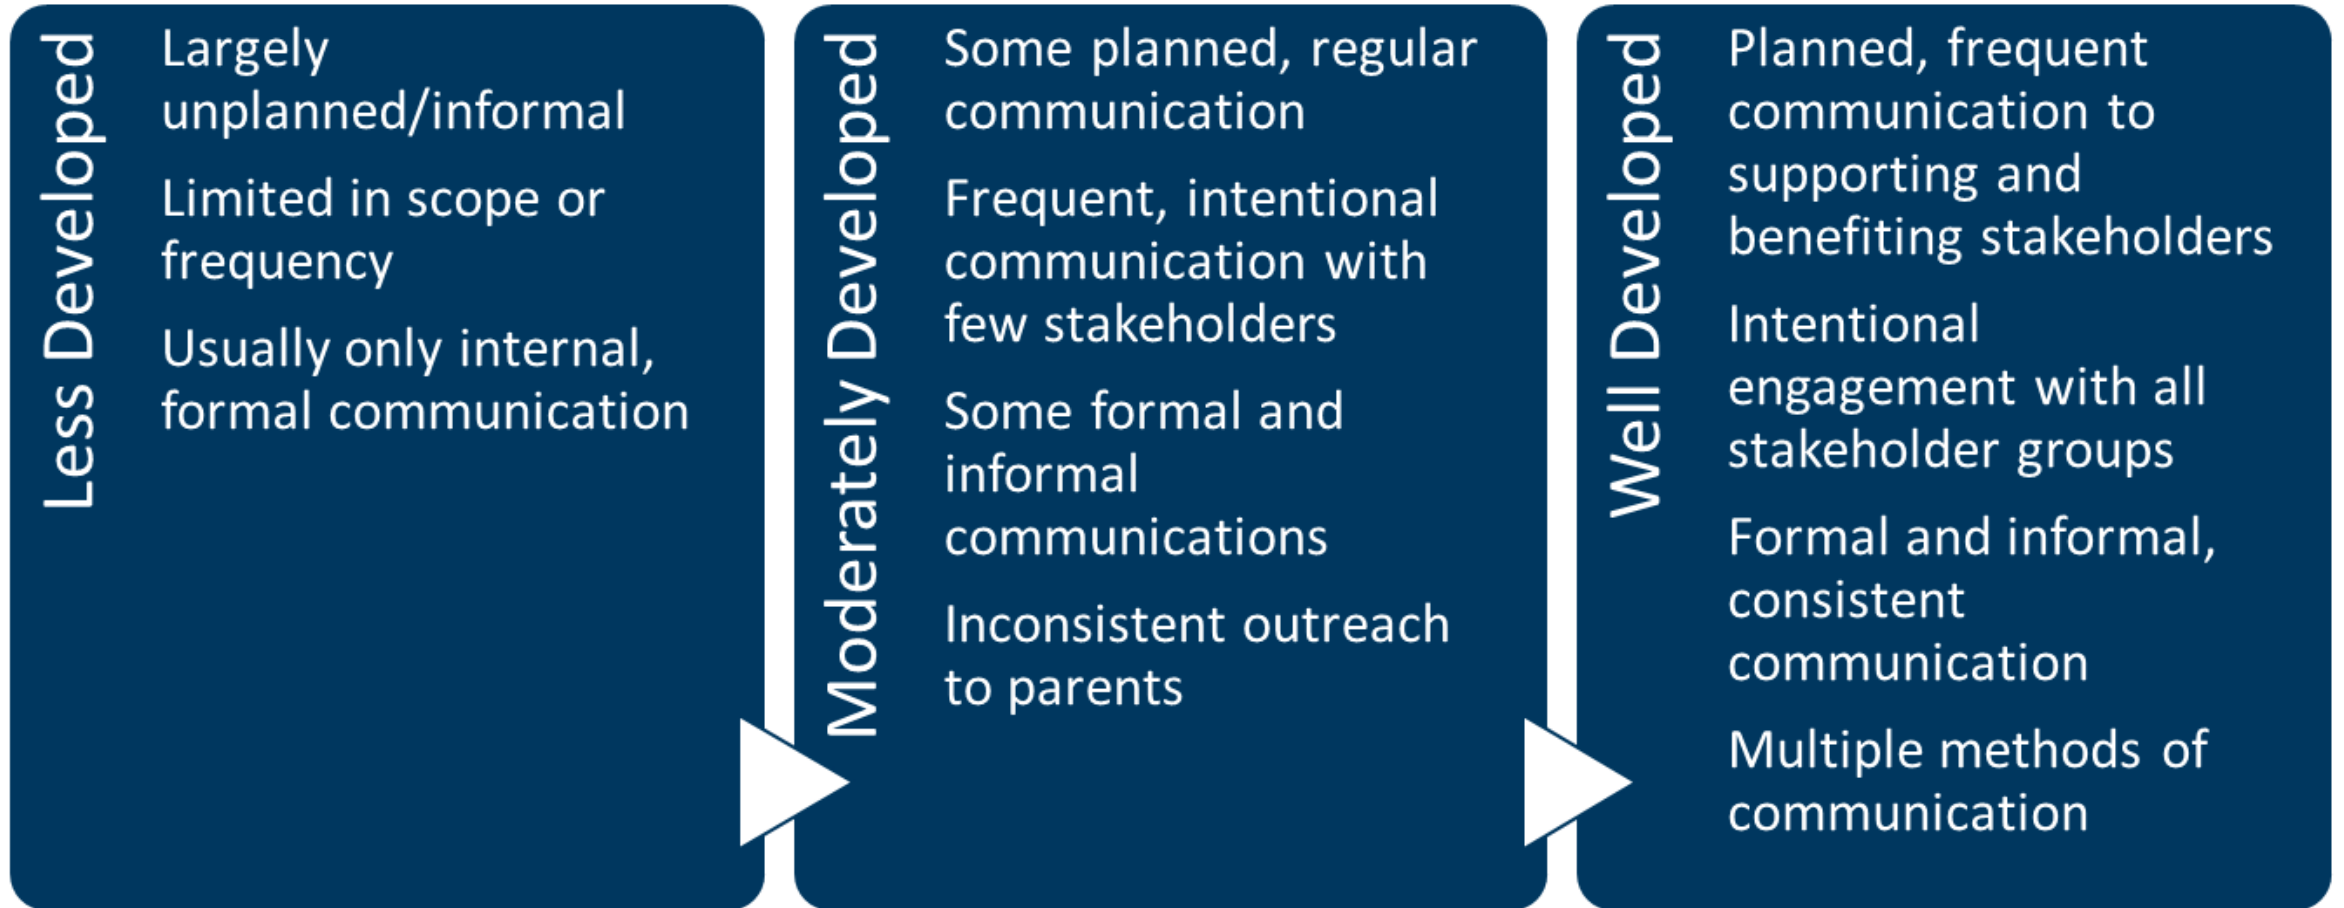 Less Developed
Largely
unplanned/informal
Limited in scope or
frequency
Usually only internal,
formal communication
Moderately Developed
Some planned, regular
communication
Frequent, intentional
communication with
few stakeholders
Some formal and
informal
communications
Inconsistent outreach
to parents
Well Developed
Planned, frequent
communication to
supporting and
benefiting stakeholders
Intentional
engagement with all
stakeholder groups
Formal and informal,
consistent
communication
Multiple methods of
communication